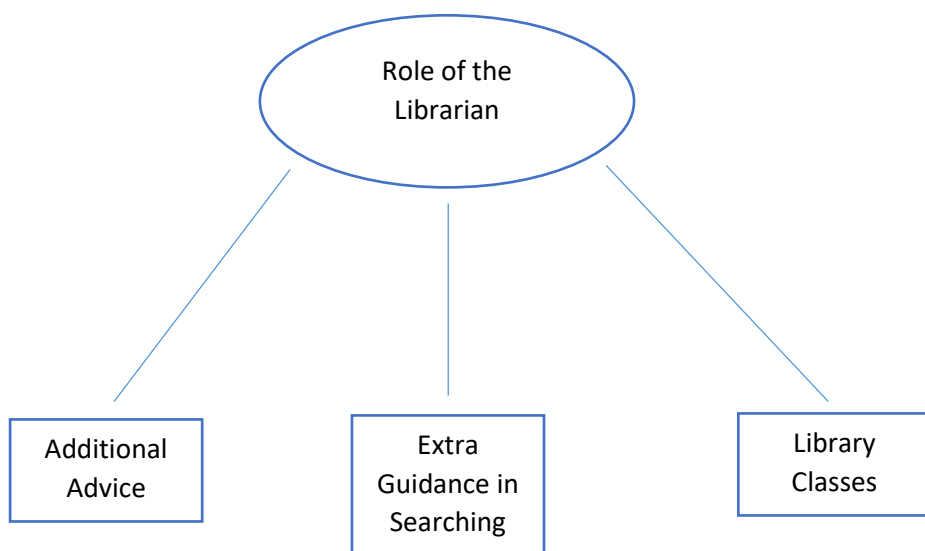 Role of the
Librarian
Additional
Advice
Extra
Guidance in
Searching
Library
Classes